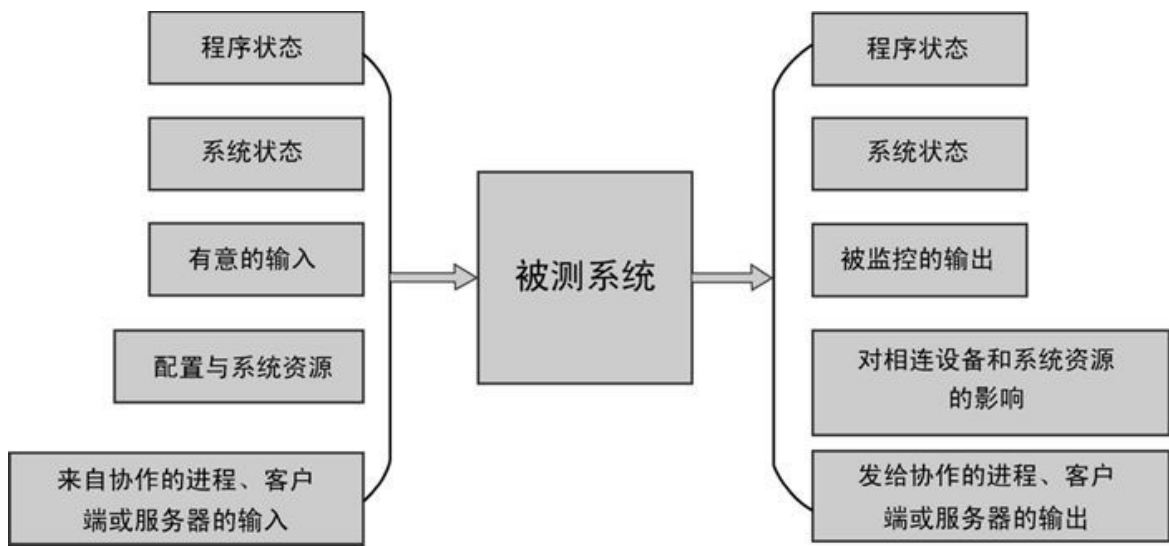 程序状态
系统状态
有意的输入
配置与系统资源
来自协作的进程、客户
端或服务器的输入
被测系统
程序状态
系统状态
被监控的输出
对相连设备和系统资源
的影响
发给协作的进程、客户
端或服务器的输出